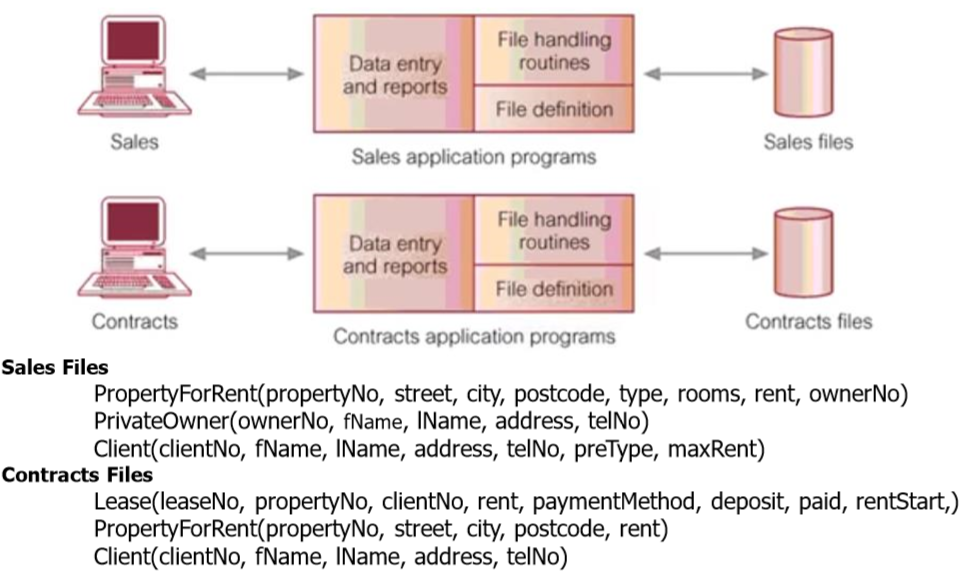 Data entry
and reports
File handling
routines
File definition
Sales
Sales application programs
Sales files
Data entry
and reports
File handling
routines
File definition
Contracts
Contracts application programs
Contracts files
Sales Files
PropertyForRent(propertyNo, street, city, postcode, type, rooms, rent, ownerNo)
PrivateOwner(ownerNo, fName, lName, address, telNo)
Client(clientNo, fName, lName, address, telNo, preType, maxRent)
Contracts Files
Lease(leaseNo, propertyNo, clientNo, rent, paymentMethod, deposit, paid, rentStart,)
PropertyForRent(propertyNo, street, city, postcode, rent)
Client(clientNo, fName, lName, address, telNo)